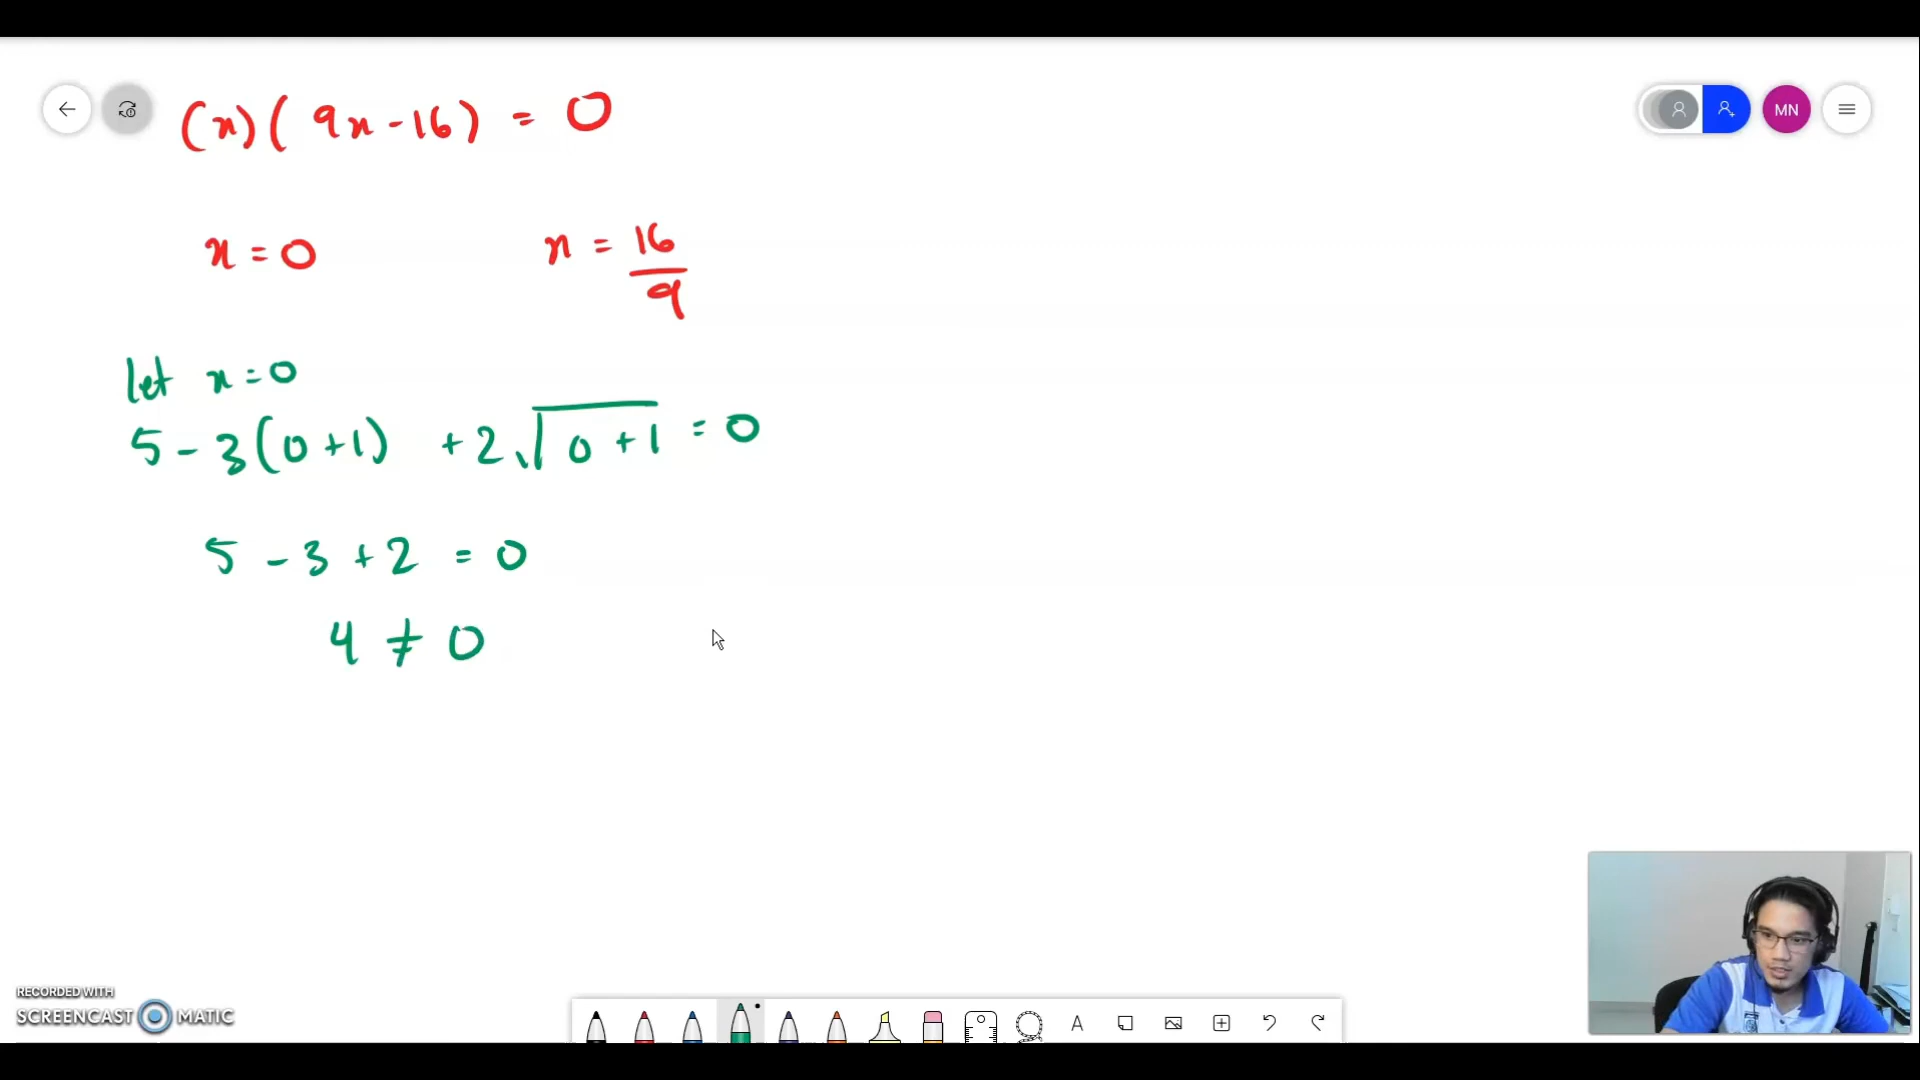 (x)(9x-16) = 0
x = 0
x = 16/9
let x = 0
5 - 3(0+1) + 2√(0+1) = 0
5 - 3 + 2 = 0
4 ≠ 0
MN
A
RECORDED WITH
SCREENCAST MATIC